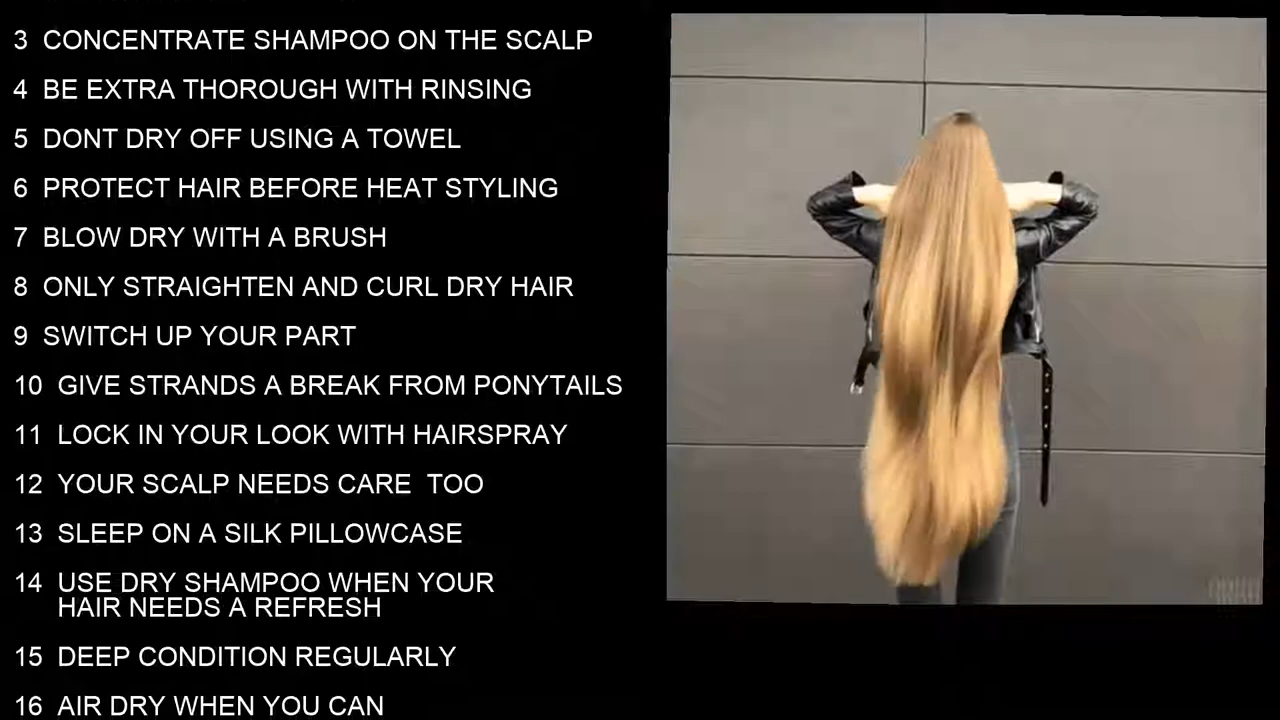 3 CONCENTRATE SHAMPOO ON THE SCALP
4 BE EXTRA THOROUGH WITH RINSING
5 DONT DRY OFF USING A TOWEL
6 PROTECT HAIR BEFORE HEAT STYLING
7 BLOW DRY WITH A BRUSH
8 ONLY STRAIGHTEN AND CURL DRY HAIR
9 SWITCH UP YOUR PART
10 GIVE STRANDS A BREAK FROM PONYTAILS
11 LOCK IN YOUR LOOK WITH HAIRSPRAY
12 YOUR SCALP NEEDS CARE  TOO
13 SLEEP ON A SILK PILLOWCASE
14 USE DRY SHAMPOO WHEN YOUR
HAIR NEEDS A REFRESH
15 DEEP CONDITION REGULARLY
16 AIR DRY WHEN YOU CAN